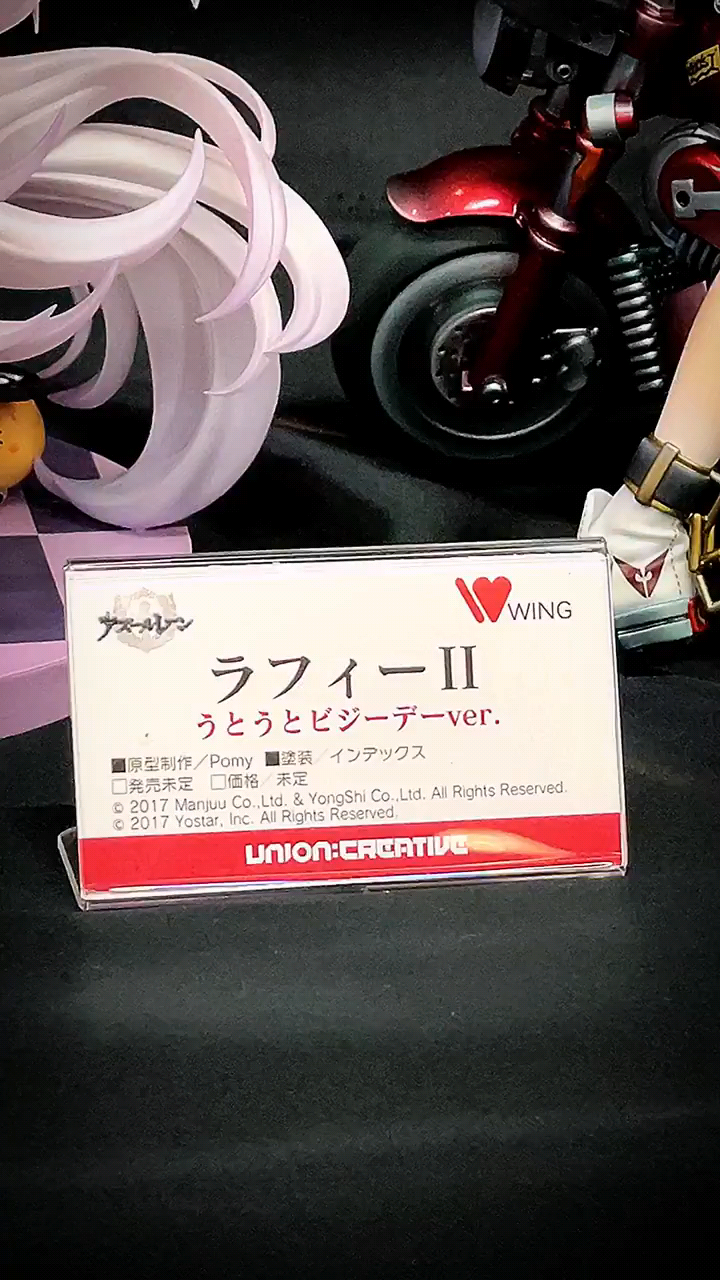 アズールレーン
WING
ラフィーII
うとうとビジーデーver.
■原型制作／Pomy ■塗装／インデックス
□発売未定 □価格／未定
© 2017 Manjuu Co.,Ltd. & YongShi Co.,Ltd. All Rights Reserved.
© 2017 Yostar, Inc. All Rights Reserved.
UNION:CREATIVE